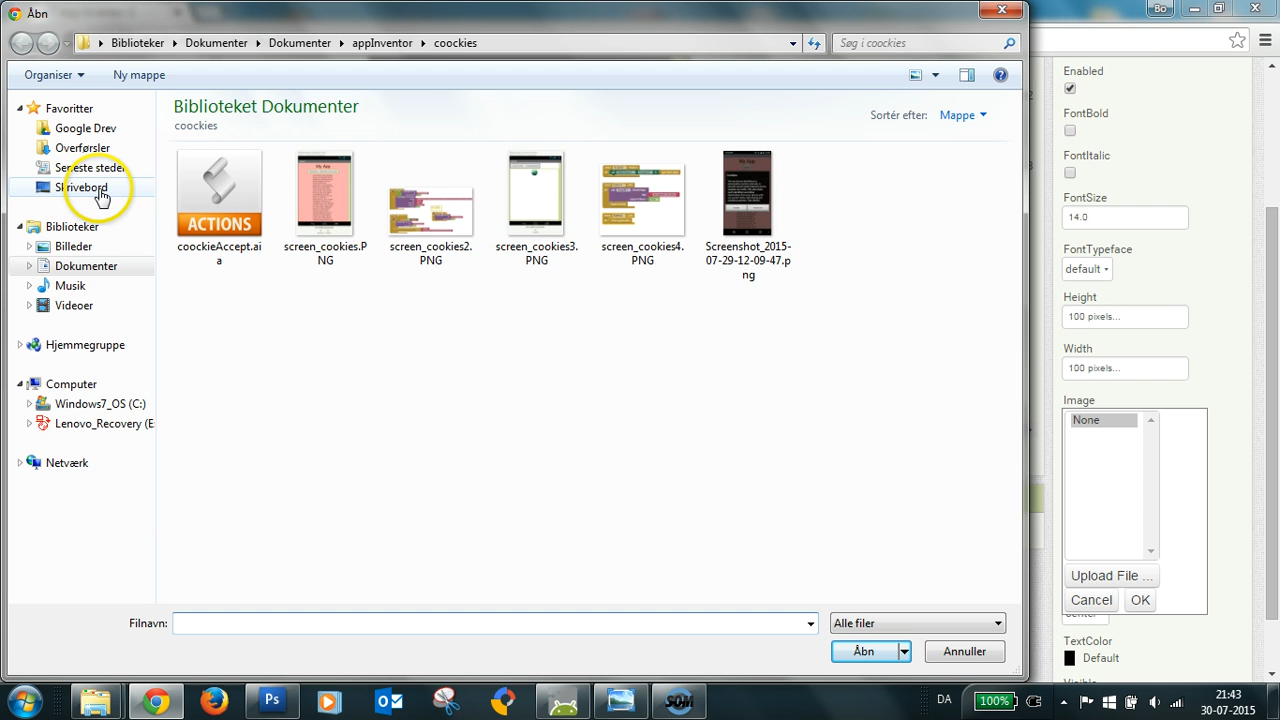 Åbn
Bo
Biblioteker
Dokumenter
Dokumenter
appInventor
coockies
Søg i coockies
Organiser
Ny mappe
Favoritter
Google Drev
Overførsler
Seneste steder
Skrivebord
Biblioteker
Billeder
Dokumenter
Musik
Videoer
Hjemmegruppe
Computer
Windows7_OS (C:)
Lenovo_Recovery (E
Netværk
Biblioteket Dokumenter
coockies
Sortér efter:
Mappe
ACTIONS
coockieAccept.ai
a
screen_cookies.P
NG
screen_cookies2.
PNG
screen_cookies3.
PNG
screen_cookies4.
PNG
Screenshot_2015-
07-29-12-09-47.p
ng
Filnavn:
Alle filer
Åbn
Annuller
Enabled
FontBold
FontItalic
FontSize
14.0
FontTypeface
default
Height
100 pixels...
Width
100 pixels...
Image
None
Upload File ...
Cancel
OK
TextColor
Default
Ps
DA
100%
21:43
30-07-2015